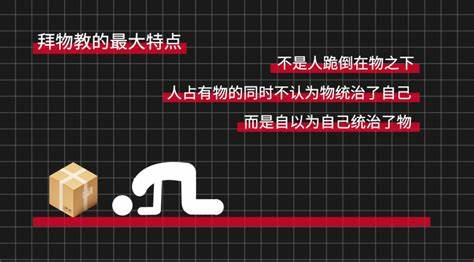 拜物教的最大特点
不是人跪倒在物之下
人占有物的同时不认为物统治了自己
而是自以为自己统治了物